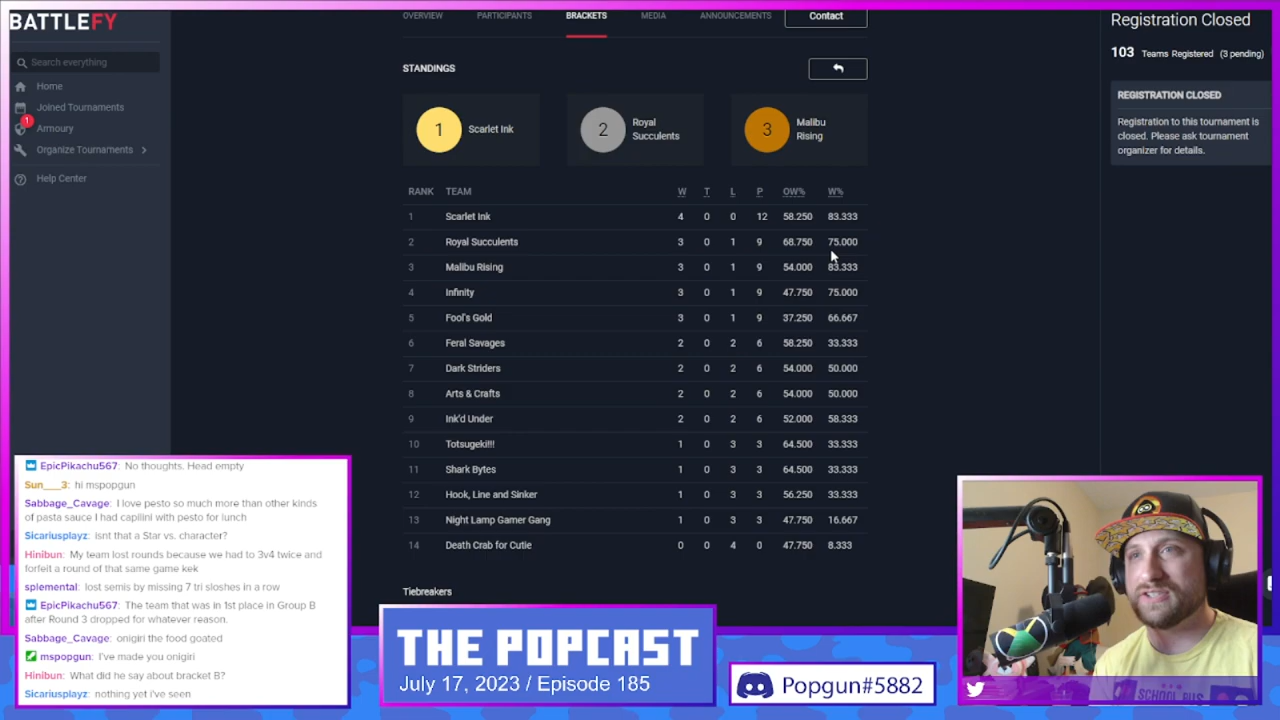 BATTLEFY
Search everything
Home
Joined Tournaments
1
Armoury
Organize Tournaments
Help Center
OVERVIEW PARTICIPANTS BRACKETS MEDIA ANNOUNCEMENTS Contact
STANDINGS
1 Scarlet Ink
2 Royal Succulents
3 Malibu Rising
RANK TEAM W T L P OW% W%
1 Scarlet Ink 4 0 0 12 58.250 83.333
2 Royal Succulents 3 0 1 9 68.750 75.000
3 Malibu Rising 3 0 1 9 54.000 83.333
4 Infinity 3 0 1 9 47.750 75.000
5 Fool's Gold 3 0 1 9 37.250 66.667
6 Feral Savages 2 0 2 6 58.250 33.333
7 Dark Striders 2 0 2 6 54.000 50.000
8 Arts & Crafts 2 0 2 6 54.000 50.000
9 Ink'd Under 2 0 2 6 52.000 58.333
10 Totsugeki!!! 1 0 3 3 64.500 33.333
11 Shark Bytes 1 0 3 3 64.500 33.333
12 Hook, Line and Sinker 1 0 3 3 56.250 33.333
13 Night Lamp Gamer Gang 1 0 3 3 47.750 16.667
14 Death Crab for Cutie 0 0 4 0 47.750 8.333
Tiebreakers
Registration Closed
103 Teams Registered (3 pending)
REGISTRATION CLOSED
Registration to this tournament is
closed. Please ask tournament
organizer for details.
EpicPikachu567: No thoughts. Head empty
Sun___3: hi mspopgun
Sabbage_Cavage: I love pesto so much more than other kinds
of pasta sauce I had capilini with pesto for lunch
Sicariusplayz: isnt that a Star vs. character?
Hinibun: My team lost rounds because we had to 3v4 twice and
forfeit a round of that same game kek
splemental: lost semis by missing 7 tri sloshes in a row
EpicPikachu567: The team that was in 1st place in Group B
after Round 3 dropped for whatever reason.
Sabbage_Cavage: onigiri the food goated
mspopgun: I've made you onigiri
Hinibun: What did he say about bracket B?
Sicariusplayz: nothing yet i've seen
THE POPCAST
July 17, 2023 / Episode 185
Popgun#5882
SCHOOL BUS